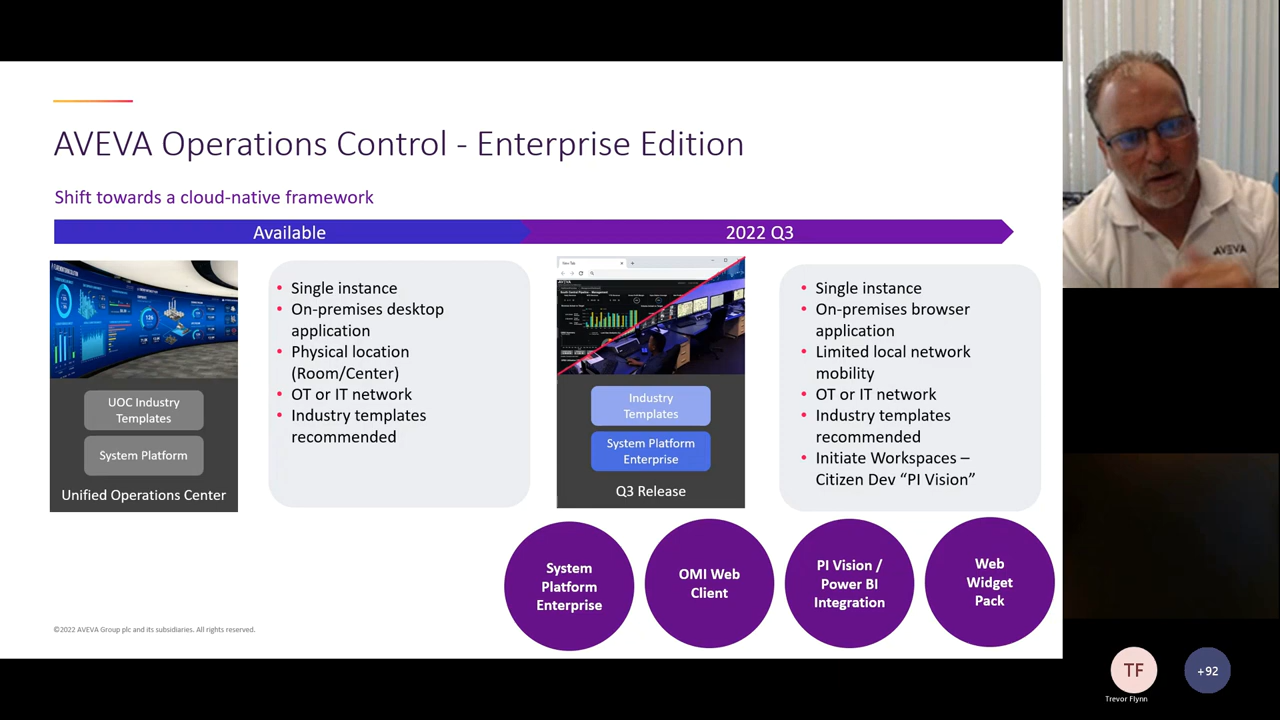 AVEVA Operations Control - Enterprise Edition
Shift towards a cloud-native framework
Available
2022 Q3
UOC Industry
Templates
System Platform
Unified Operations Center
• Single instance
• On-premises desktop
application
• Physical location
(Room/Center)
• OT or IT network
• Industry templates
recommended
Industry
Templates
System Platform
Enterprise
Q3 Release
• Single instance
• On-premises browser
application
• Limited local network
mobility
• OT or IT network
• Industry templates
recommended
• Initiate Workspaces –
Citizen Dev “PI Vision”
System
Platform
Enterprise
OMI Web
Client
PI Vision /
Power BI
Integration
Web
Widget
Pack
©2022 AVEVA Group plc and its subsidiaries. All rights reserved.
AVEVA
TF
Trevor Flynn
+92